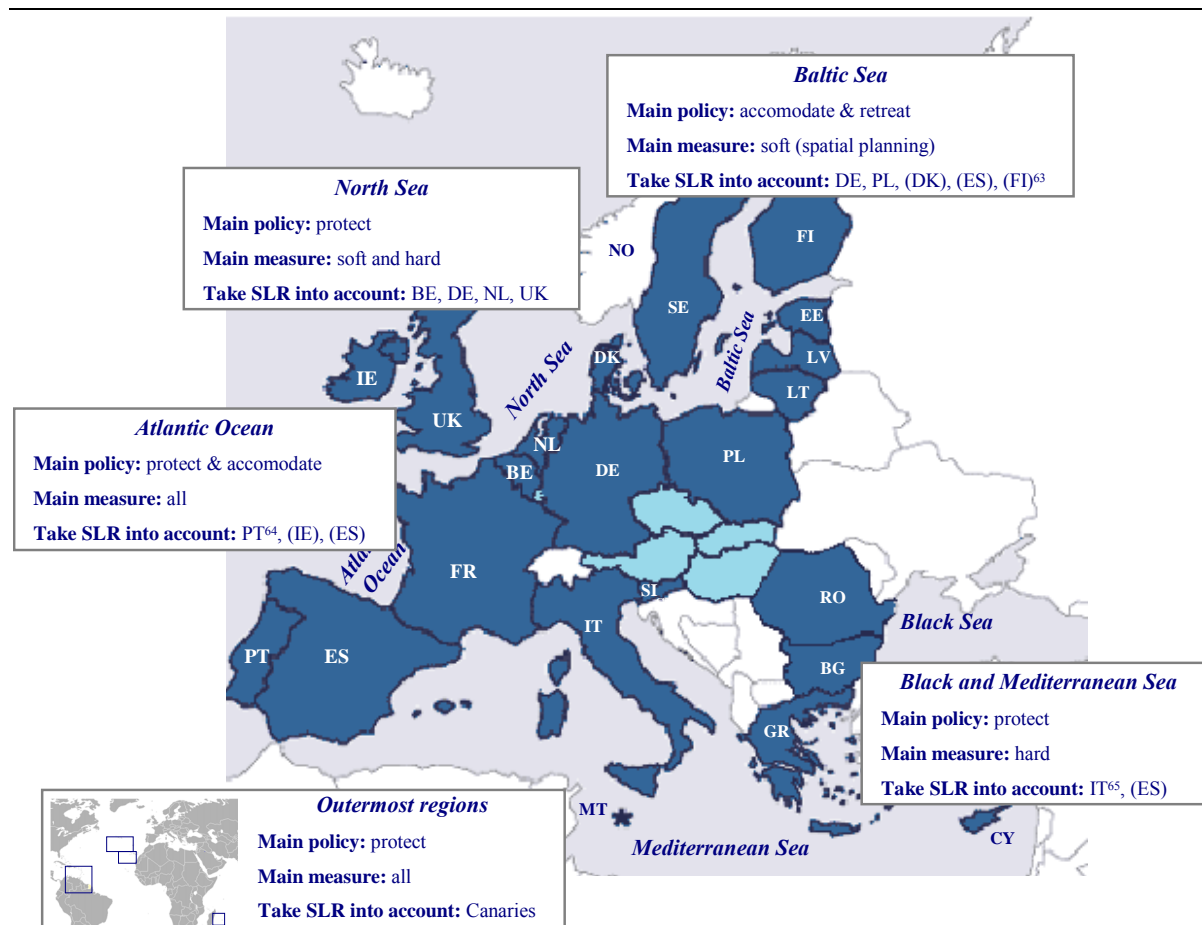 Baltic Sea
Main policy: accomodate & retreat
Main measure: soft (spatial planning)
Take SLR into account: DE, PL, (DK), (ES), (FI)63
North Sea
Main policy: protect
Main measure: soft and hard
Take SLR into account: BE, DE, NL, UK
NO
FI
SE
EE
LV
LT
Baltic Sea
DK
North Sea
IE
UK
Atlantic Ocean
Main policy: protect & accomodate
Main measure: all
Take SLR into account: PT64, (IE), (ES)
NL
BE
DE
PL
Ocean
FR
SI
RO
IT
Black Sea
PT
ES
BG
GR
Black and Mediterranean Sea
Main policy: protect
Main measure: hard
Take SLR into account: IT65, (ES)
MT
Mediterranean Sea
CY
Outermost regions
Main policy: protect
Main measure: all
Take SLR into account: Canaries